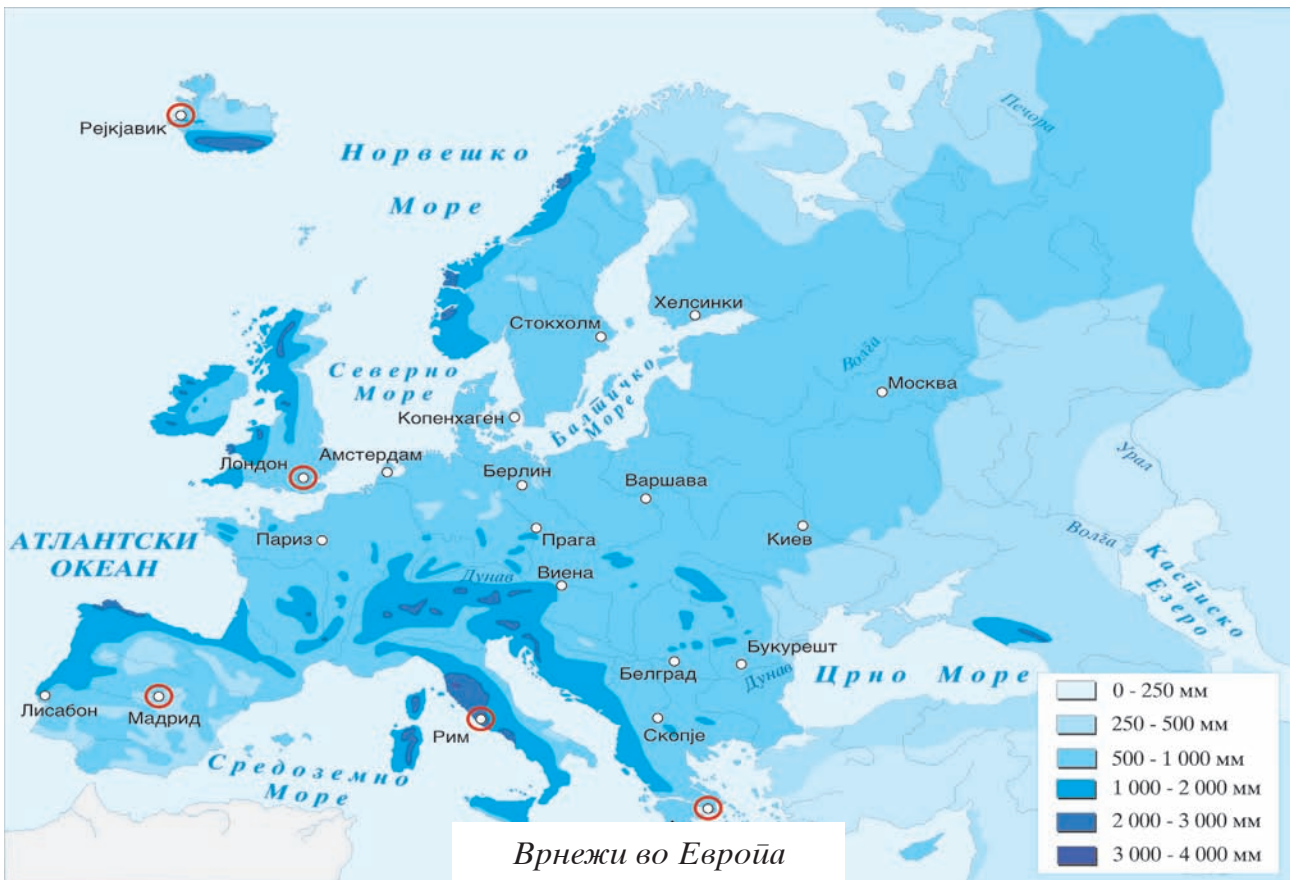 Печора
Рејкјавик
Норвешко
Море
Хелсинки
Стокхолм
Волга
Северно
Море
Балтичко
Море
Москва
Копенхаген
Лондон
Амстердам
Берлин
Варшава
Урал
АТЛАНТСКИ
ОКЕАН
Париз
Прага
Киев
Волга
Дунав
Виена
Касписко
Езеро
Букурешт
Белград
Дунав
Црно Море
Лисабон
Мадрид
Рим
Скопје
Средоземно
Море
0 - 250 мм
250 - 500 мм
500 - 1 000 мм
1 000 - 2 000 мм
2 000 - 3 000 мм
3 000 - 4 000 мм
Врнежи во Европа